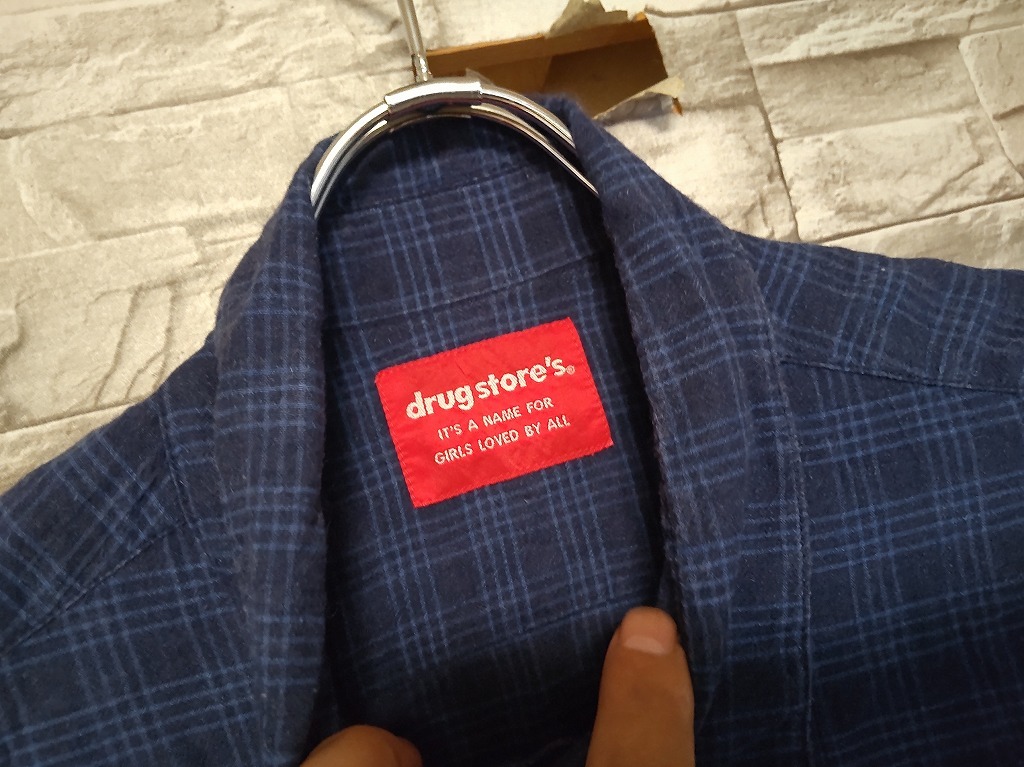 drug store's®
IT'S A NAME FOR
GIRLS LOVED BY ALL